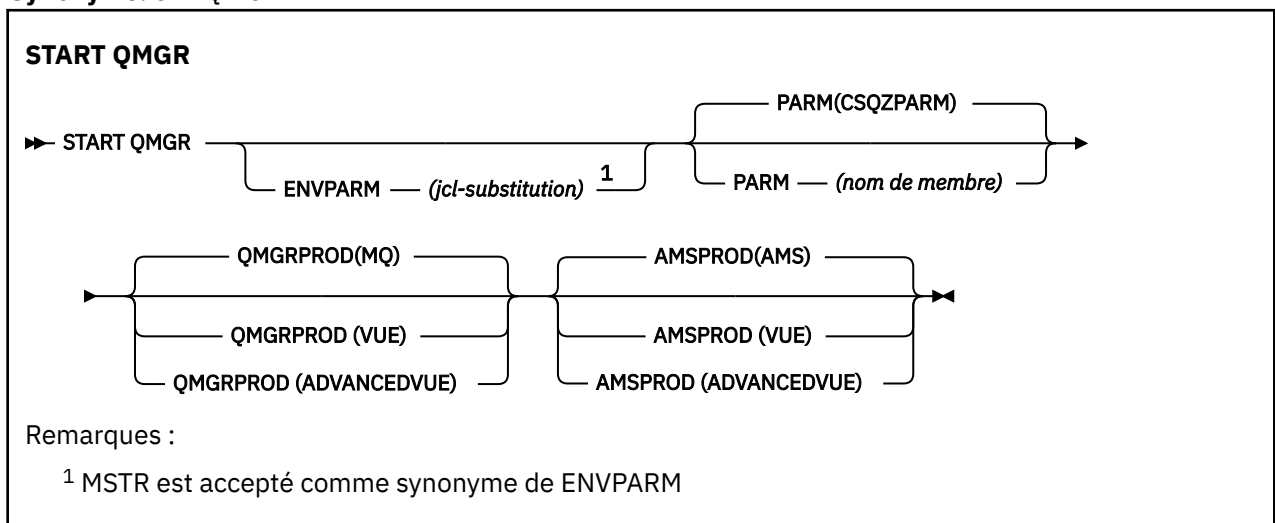 START QMGR
PARM(CSQZPARM)
START QMGR
ENVPARM (jcl-substitution) 1 PARM (nom de membre)
QMGRPROD(MQ) AMSPROD(AMS)
QMGRPROD (VUE) AMSPROD (VUE)
QMGRPROD (ADVANCEDVUE) AMSPROD (ADVANCEDVUE)
Remarques :
1 MSTR est accepté comme synonyme de ENVPARM